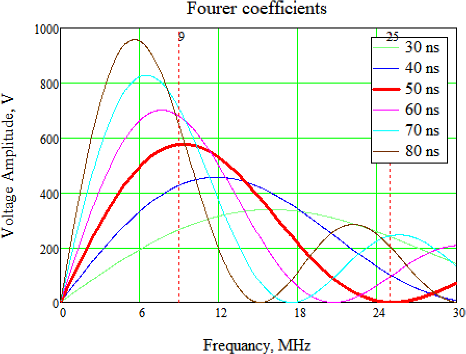 Fourer coefficients
1000
9
25
30 ns
40 ns
50 ns
60 ns
70 ns
80 ns
800
600
400
200
0
Voltage Amplitude, V
0
6
12
18
24
30
Frequancy, MHz